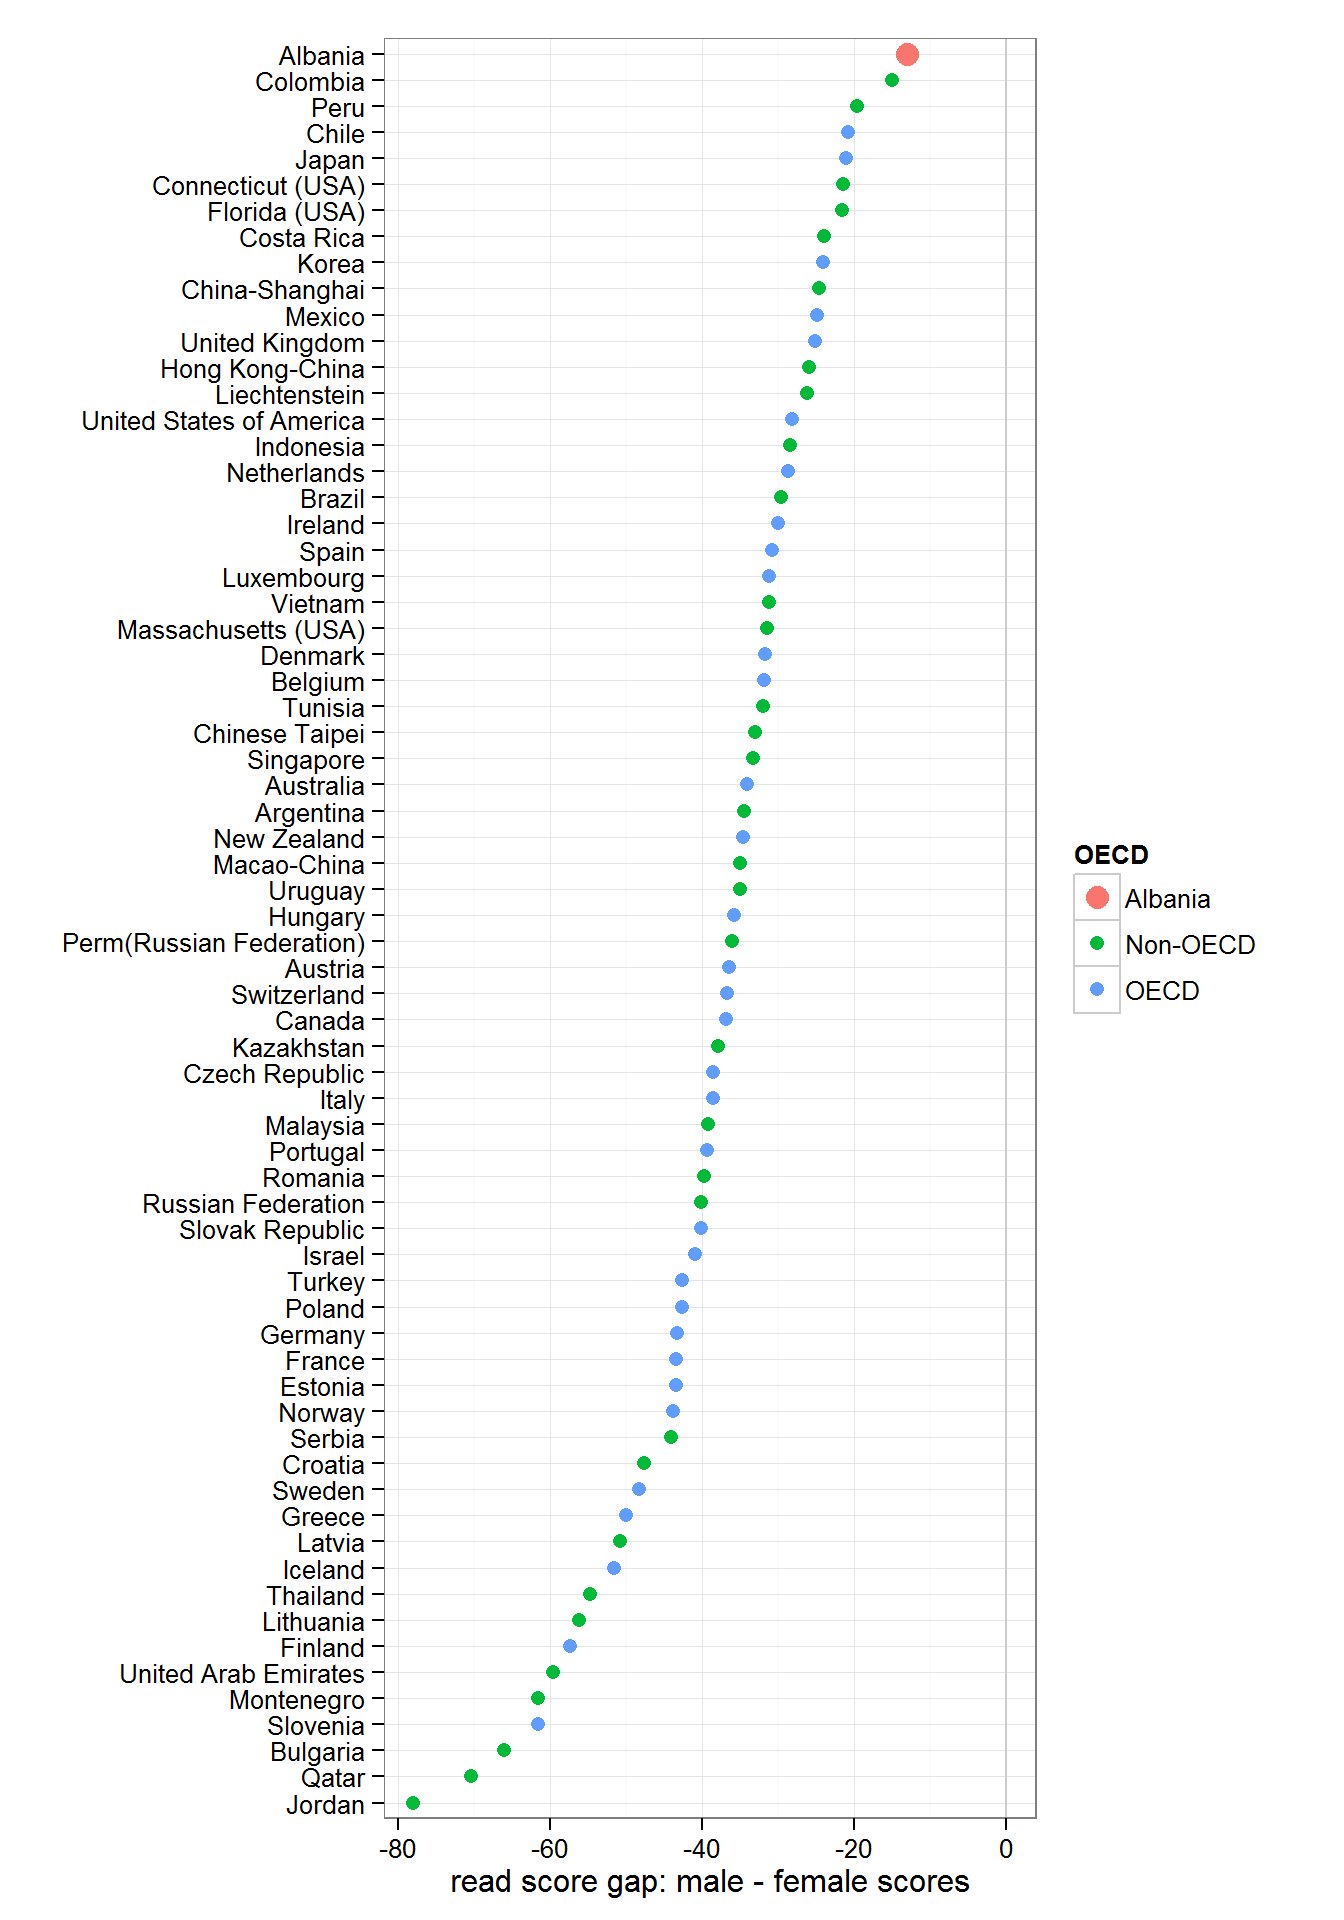 Albania
Colombia
Peru
Chile
Japan
Connecticut (USA)
Florida (USA)
Costa Rica
Korea
China-Shanghai
Mexico
United Kingdom
Hong Kong-China
Liechtenstein
United States of America
Indonesia
Netherlands
Brazil
Ireland
Spain
Luxembourg
Vietnam
Massachusetts (USA)
Denmark
Belgium
Tunisia
Chinese Taipei
Singapore
Australia
Argentina
New Zealand
Macao-China
Uruguay
Hungary
Perm(Russian Federation)
Austria
Switzerland
Canada
Kazakhstan
Czech Republic
Italy
Malaysia
Portugal
Romania
Russian Federation
Slovak Republic
Israel
Turkey
Poland
Germany
France
Estonia
Norway
Serbia
Croatia
Sweden
Greece
Latvia
Iceland
Thailand
Lithuania
Finland
United Arab Emirates
Montenegro
Slovenia
Bulgaria
Qatar
Jordan
-80 -60 -40 -20 0
read score gap: male - female scores
OECD
Albania
Non-OECD
OECD